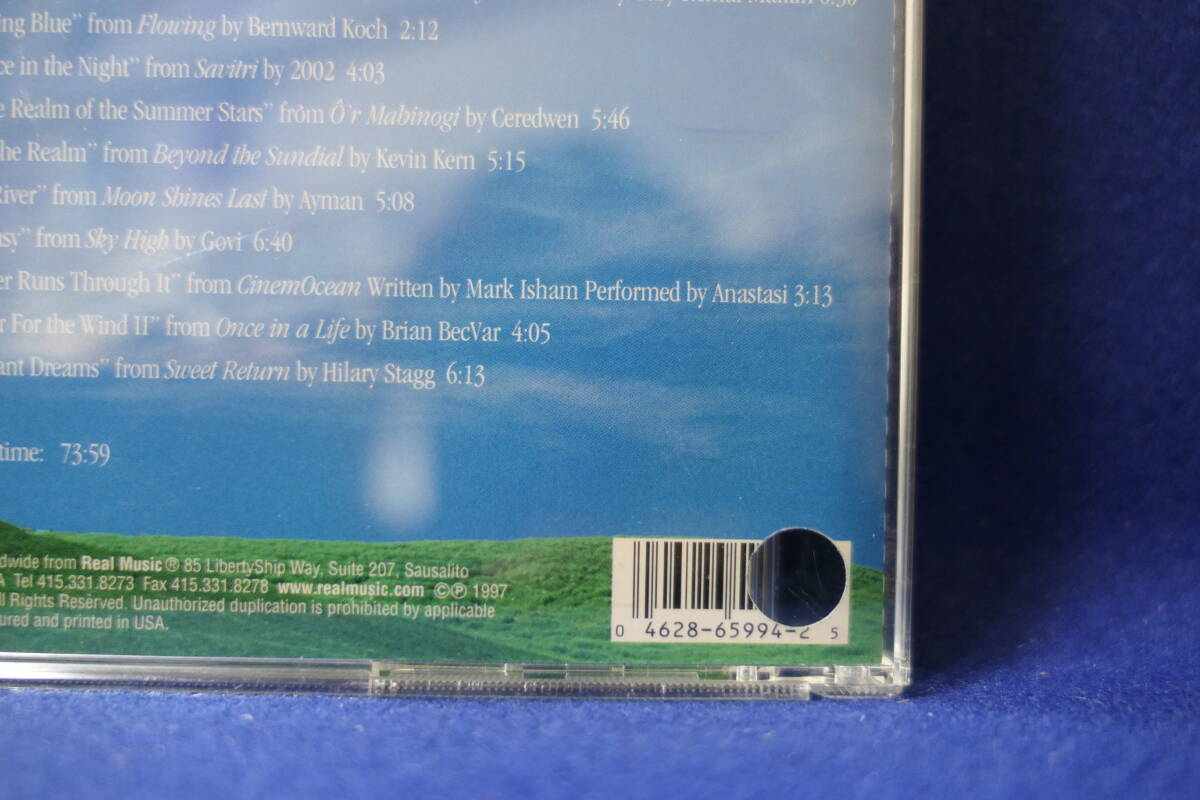 ing Blue" from Flowing by Bernward Koch 2:12
ce in the Night" from Savitri by 2002 4:03
e Realm of the Summer Stars" from Ô'r Mabinogi by Ceredwen 5:46
he Realm" from Beyond the Sundial by Kevin Kern 5:15
River" from Moon Shines Last by Ayman 5:08
asy" from Sky High by Govi 6:40
er Runs Through It" from CinemOcean Written by Mark Isham Performed by Anastasi 3:13
r For the Wind II" from Once in a Life by Brian BecVar 4:05
ant Dreams" from Sweet Return by Hilary Stagg 6:13
time: 73:59
dwide from Real Music ® 85 LibertyShip Way, Suite 207, Sausalito
A Tel 415.331.8273 Fax 415.331.8278 www.realmusic.com ©℗ 1997
ll Rights Reserved. Unauthorized duplication is prohibited by applicable
ured and printed in USA.
0 4628-65994-2 5